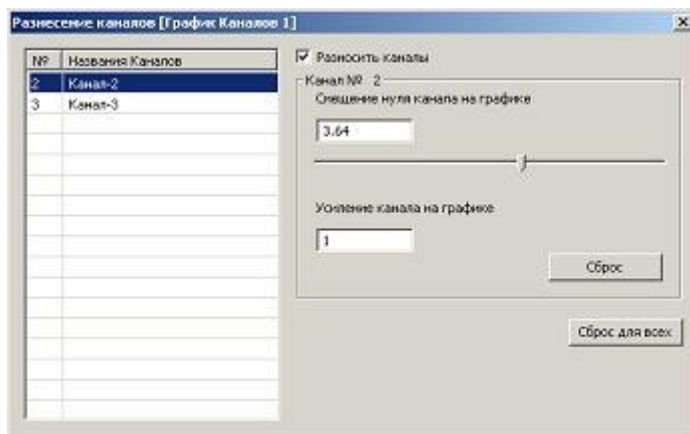 Разнесение каналов [График Каналов 1]
№ Названия Каналов
2 Канал-2
3 Канал-3
Разносить каналы
Канал № 2
Смещение нуля канала на графике
3.64
Усиление канала на графике
1
Сброс
Сброс для всех